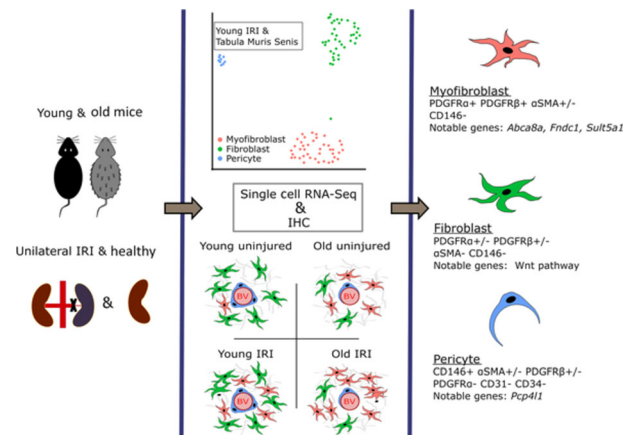 Young & old mice
Unilateral IRI & healthy
&
Young IRI &
Tabula Muris Senis
Myofibroblast
Fibroblast
Pericyte
Single cell RNA-Seq
&
IHC
Young uninjured
Old uninjured
BV
BV
Young IRI
Old IRI
BV
BV
Myofibroblast
PDGFRα+ PDGFRβ+ αSMA+/-
CD146-
Notable genes: Abca8a, Fndc1, Sult5a1
Fibroblast
PDGFRα+/- PDGFRβ+/-
αSMA- CD146-
Notable genes: Wnt pathway
Pericyte
CD146+ αSMA+/- PDGFRβ+/-
PDGFRα- CD31- CD34-
Notable genes: Pcp4l1